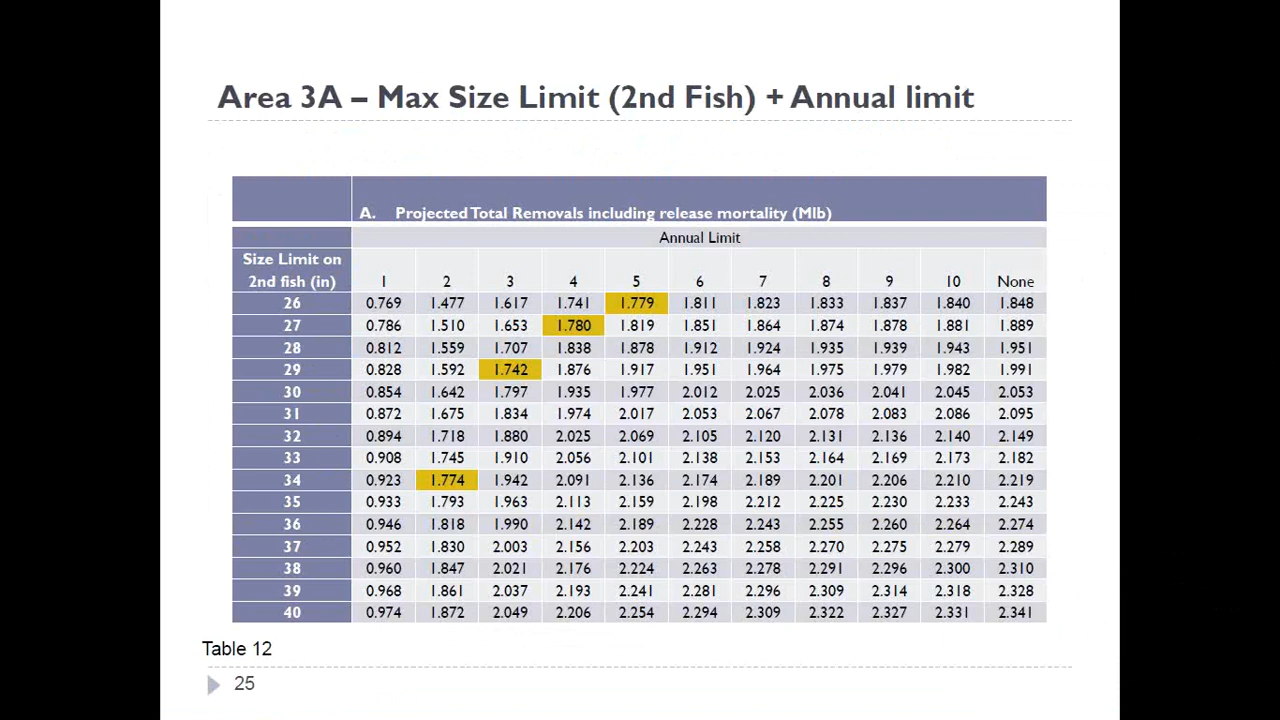 Area 3A – Max Size Limit (2nd Fish) + Annual limit
A. Projected Total Removals including release mortality (Mlb)
Annual Limit
Size Limit on
2nd fish (in) 1 2 3 4 5 6 7 8 9 10 None
26 0.769 1.477 1.617 1.741 1.779 1.811 1.823 1.833 1.837 1.840 1.848
27 0.786 1.510 1.653 1.780 1.819 1.851 1.864 1.874 1.878 1.881 1.889
28 0.812 1.559 1.707 1.838 1.878 1.912 1.924 1.935 1.939 1.943 1.951
29 0.828 1.592 1.742 1.876 1.917 1.951 1.964 1.975 1.979 1.982 1.991
30 0.854 1.642 1.797 1.935 1.977 2.012 2.025 2.036 2.041 2.045 2.053
31 0.872 1.675 1.834 1.974 2.017 2.053 2.067 2.078 2.083 2.086 2.095
32 0.894 1.718 1.880 2.025 2.069 2.105 2.120 2.131 2.136 2.140 2.149
33 0.908 1.745 1.910 2.056 2.101 2.138 2.153 2.164 2.169 2.173 2.182
34 0.923 1.774 1.942 2.091 2.136 2.174 2.189 2.201 2.206 2.210 2.219
35 0.933 1.793 1.963 2.113 2.159 2.198 2.212 2.225 2.230 2.233 2.243
36 0.946 1.818 1.990 2.142 2.189 2.228 2.243 2.255 2.260 2.264 2.274
37 0.952 1.830 2.003 2.156 2.203 2.243 2.258 2.270 2.275 2.279 2.289
38 0.960 1.847 2.021 2.176 2.224 2.263 2.278 2.291 2.296 2.300 2.310
39 0.968 1.861 2.037 2.193 2.241 2.281 2.296 2.309 2.314 2.318 2.328
40 0.974 1.872 2.049 2.206 2.254 2.294 2.309 2.322 2.327 2.331 2.341
Table 12
25